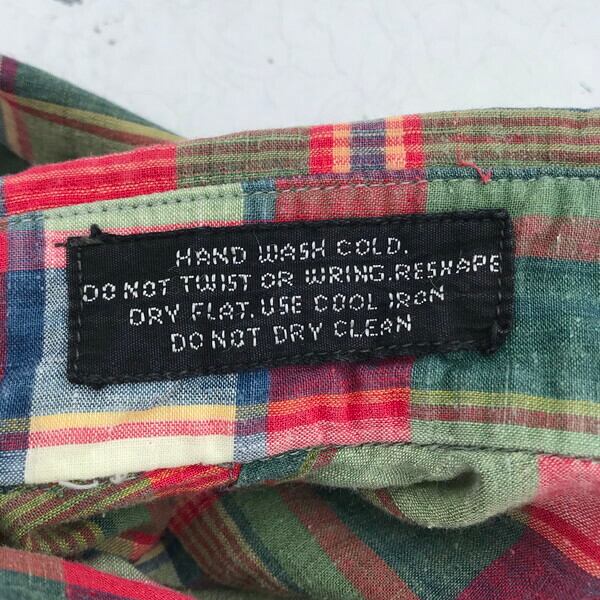 HAND WASH COLD.
DO NOT TWIST OR WRING.RESHAPE
DRY FLAT.USE COOL IRON
DO NOT DRY CLEAN